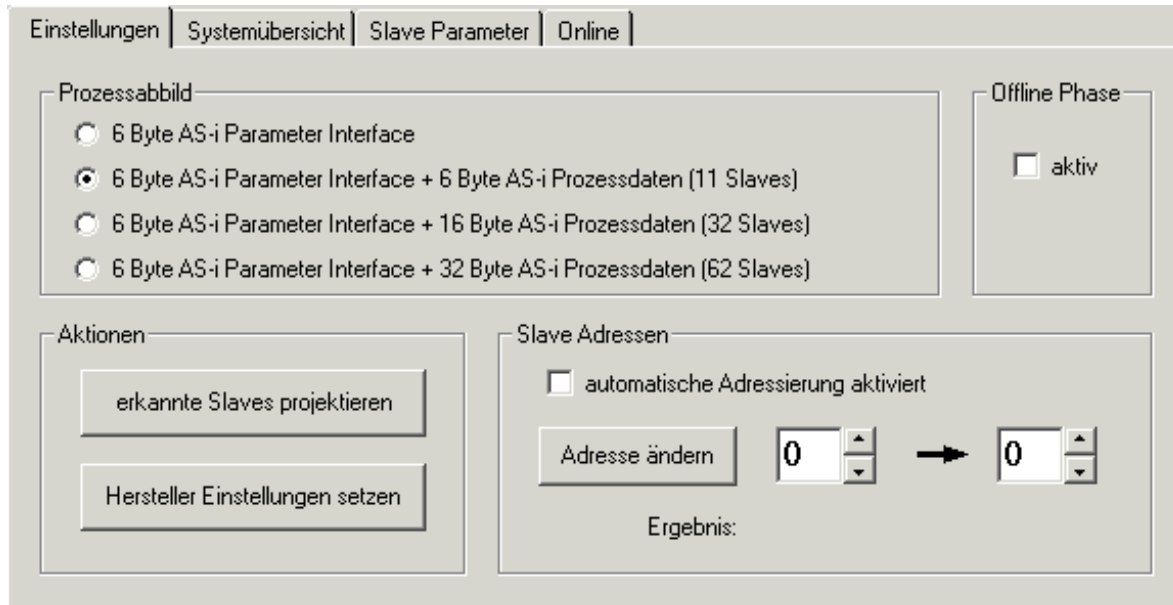 Einstellungen Systemübersicht Slave Parameter Online
Prozessabbild
6 Byte AS-i Parameter Interface
6 Byte AS-i Parameter Interface + 6 Byte AS-i Prozessdaten (11 Slaves)
6 Byte AS-i Parameter Interface + 16 Byte AS-i Prozessdaten (32 Slaves)
6 Byte AS-i Parameter Interface + 32 Byte AS-i Prozessdaten (62 Slaves)
Offline Phase
aktiv
Aktionen
erkannte Slaves projektieren
Hersteller Einstellungen setzen
Slave Adressen
automatische Adressierung aktiviert
Adresse ändern 0 0
Ergebnis: